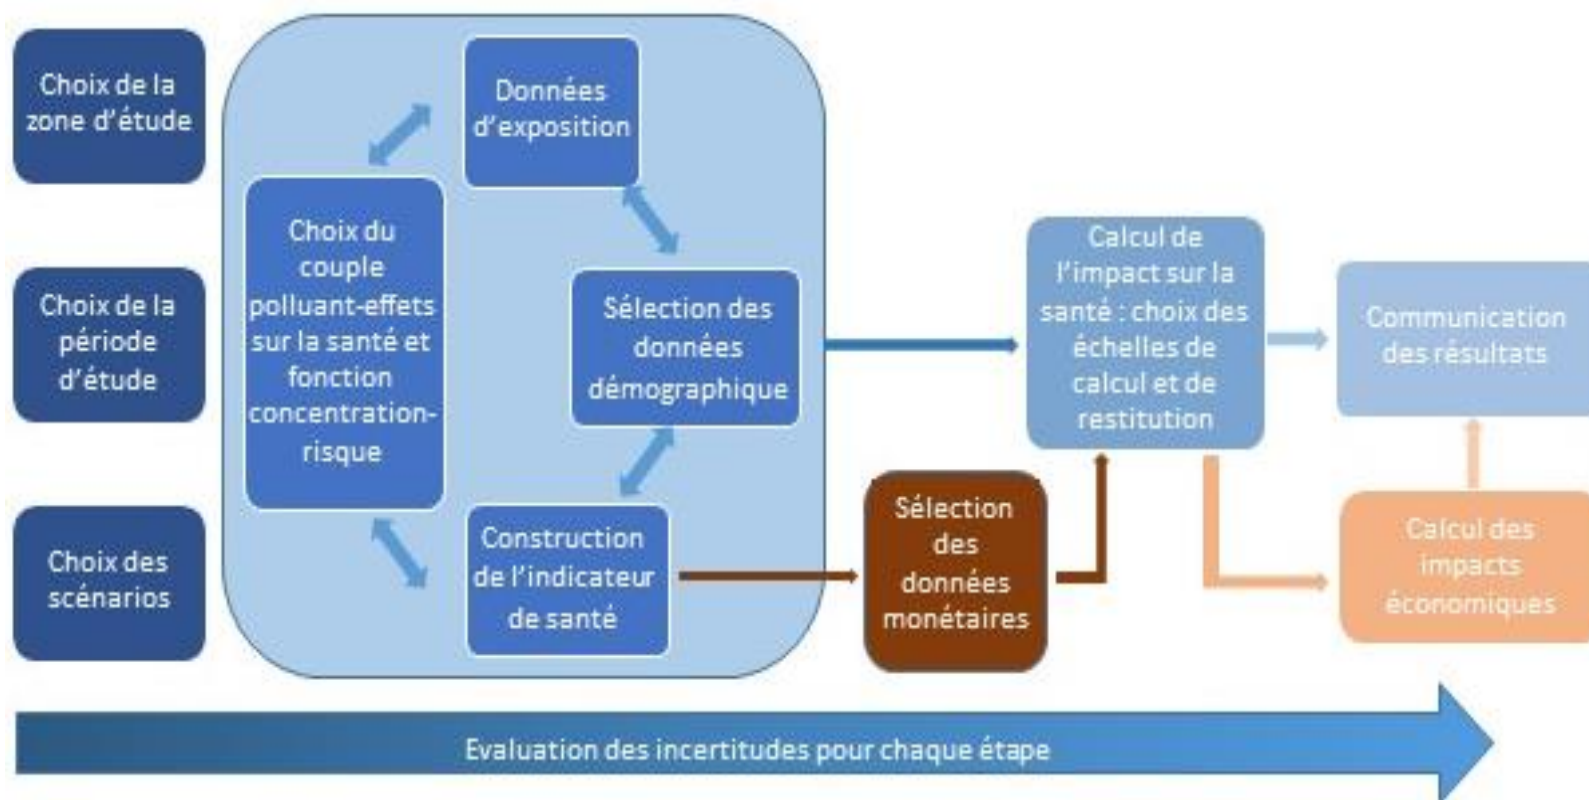 Choix de la
zone d'étude
Choix de la
période
d'étude
Choix des
scénarios
Données
d'exposition
Choix du
couple
polluant-effets
sur la santé et
fonction
concentration-
risque
Sélection des
données
démographique
Construction
de l'indicateur
de santé
Sélection
des
données
monétaires
Calcul de
l'impact sur la
santé : choix des
échelles de
calcul et de
restitution
Communication
des résultats
Calcul des
impacts
économiques
Evaluation des incertitudes pour chaque étape